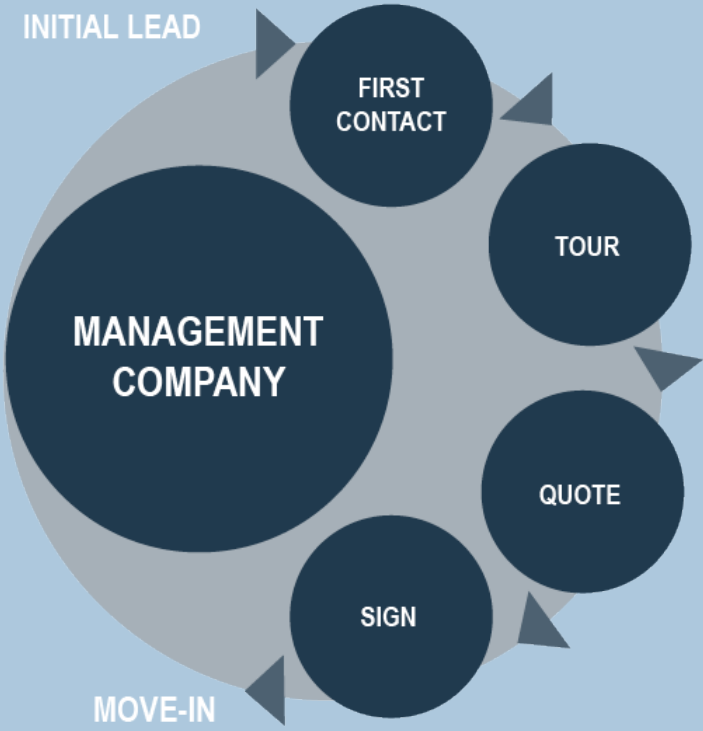 INITIAL LEAD
FIRST
CONTACT
TOUR
MANAGEMENT
COMPANY
QUOTE
SIGN
MOVE-IN